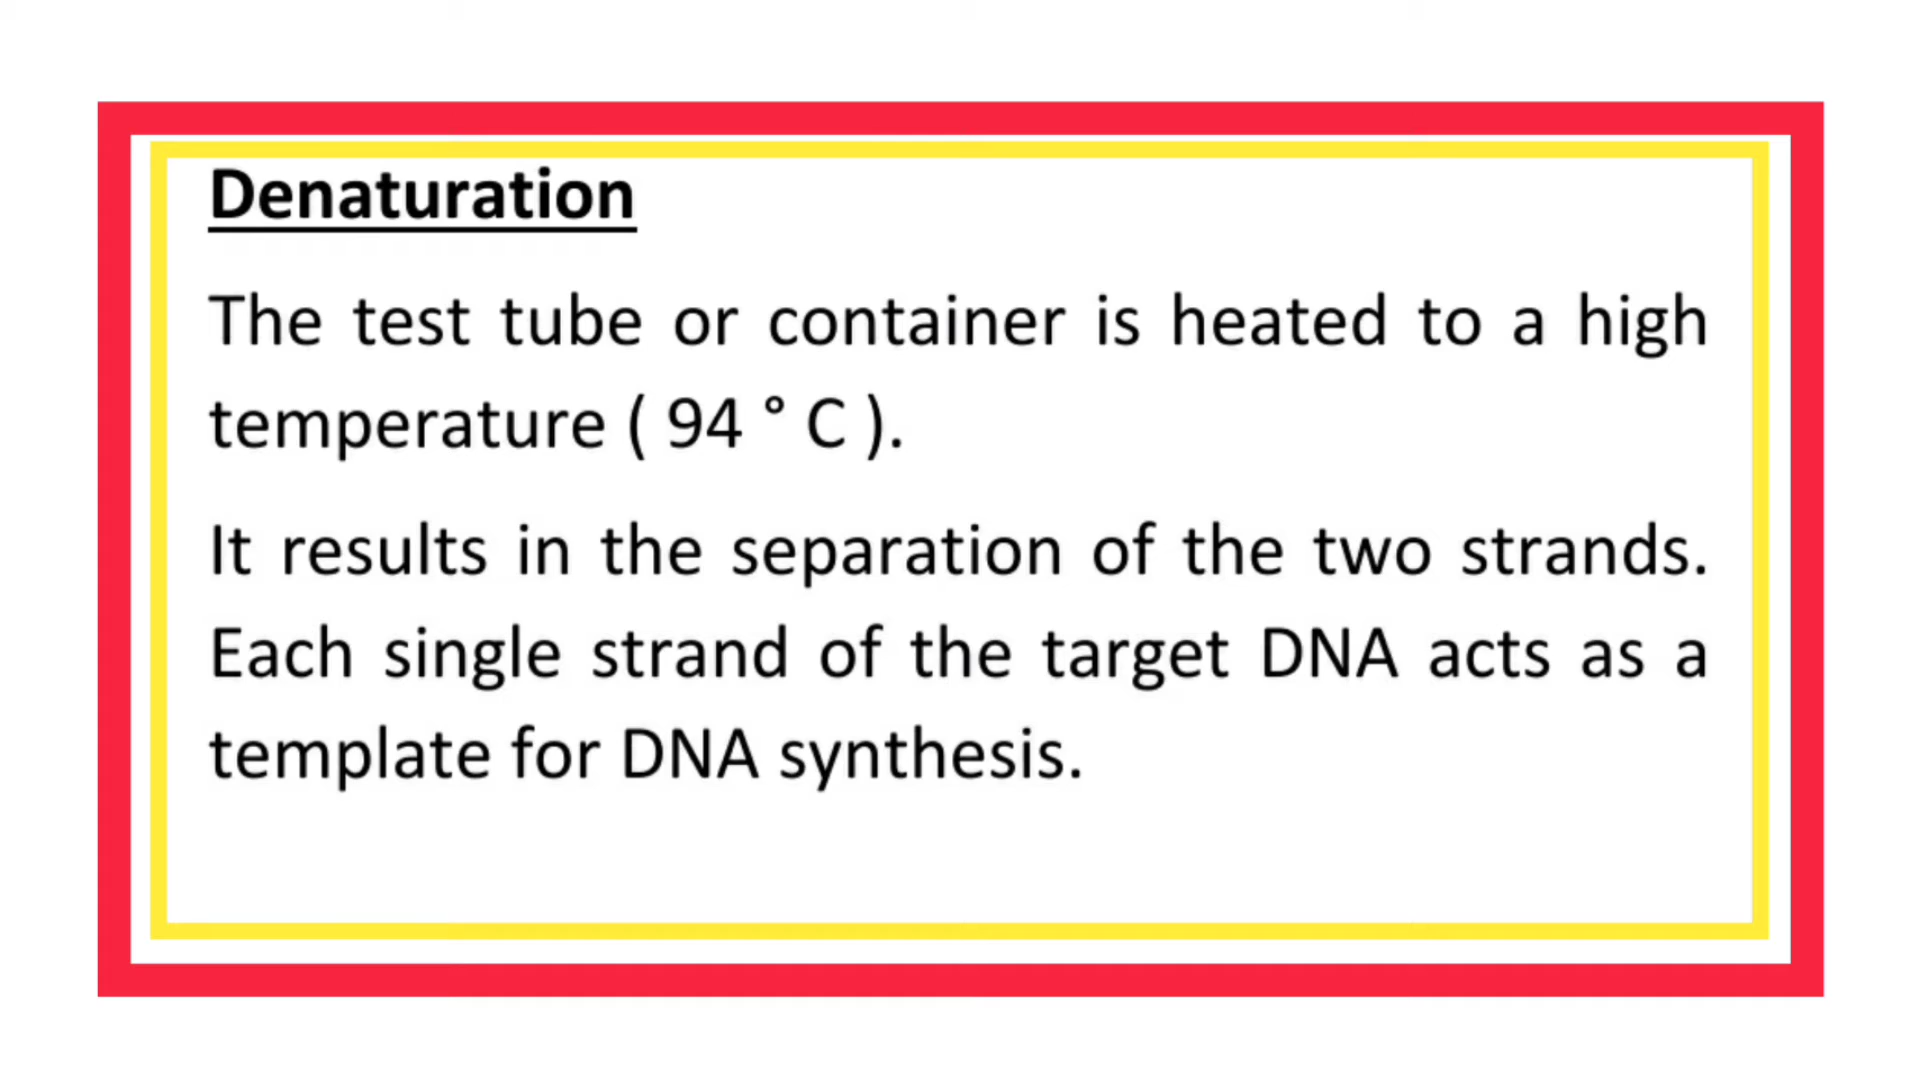 Denaturation
The test tube or container is heated to a high
temperature ( 94 ° C ).
It results in the separation of the two strands.
Each single strand of the target DNA acts as a
template for DNA synthesis.